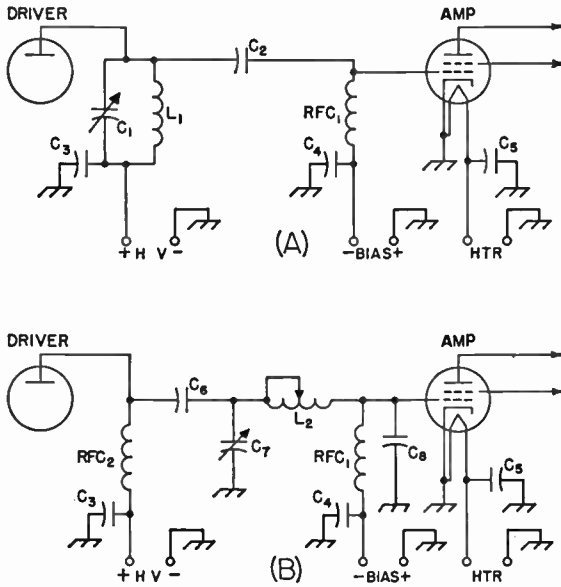 DRIVER
AMP
C2
C1
L1
RFC1
C3
C4
C5
+ H V -
(A)
-BIAS+
HTR
DRIVER
AMP
C6
L2
C7
RFC2
RFC1
C8
C3
C4
C5
+ H V -
(B)
-BIAS+
HTR